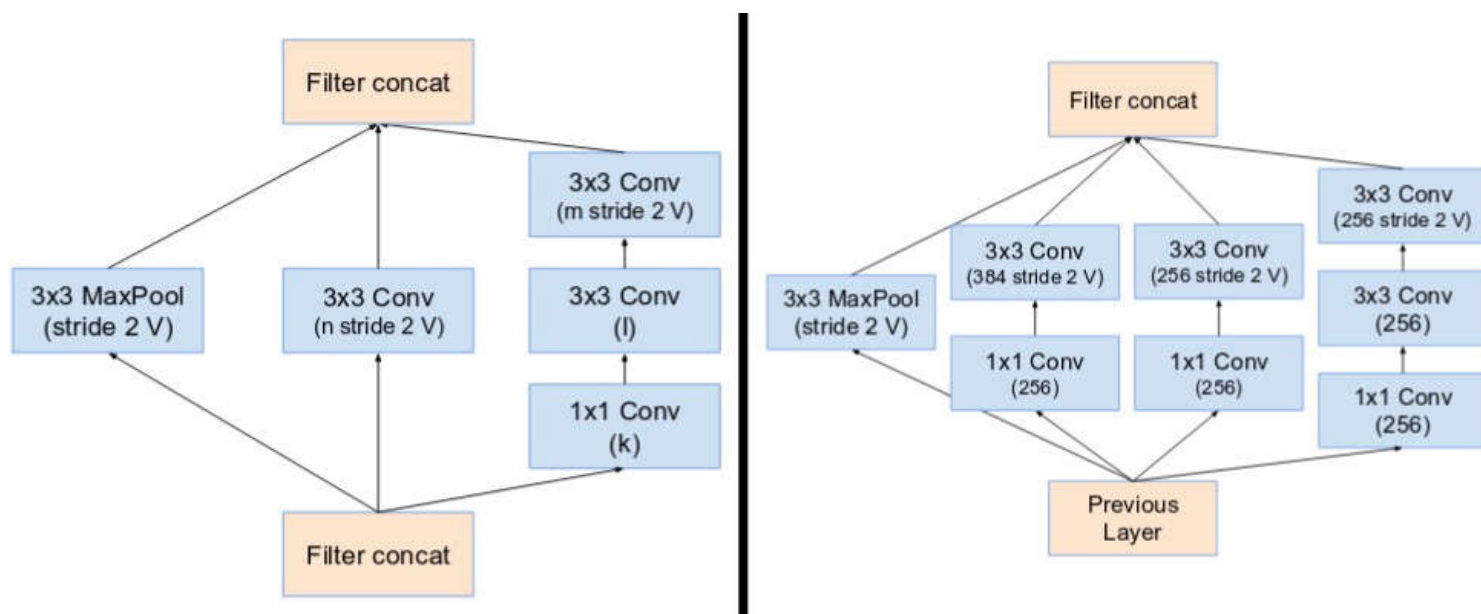 Filter concat
3x3 Conv
(m stride 2 V)
3x3 MaxPool
(stride 2 V)
3x3 Conv
(n stride 2 V)
3x3 Conv
(l)
1x1 Conv
(k)
Filter concat
Filter concat
3x3 Conv
(256 stride 2 V)
3x3 Conv
(384 stride 2 V)
3x3 Conv
(256 stride 2 V)
3x3 MaxPool
(stride 2 V)
3x3 Conv
(256)
1x1 Conv
(256)
1x1 Conv
(256)
1x1 Conv
(256)
Previous
Layer